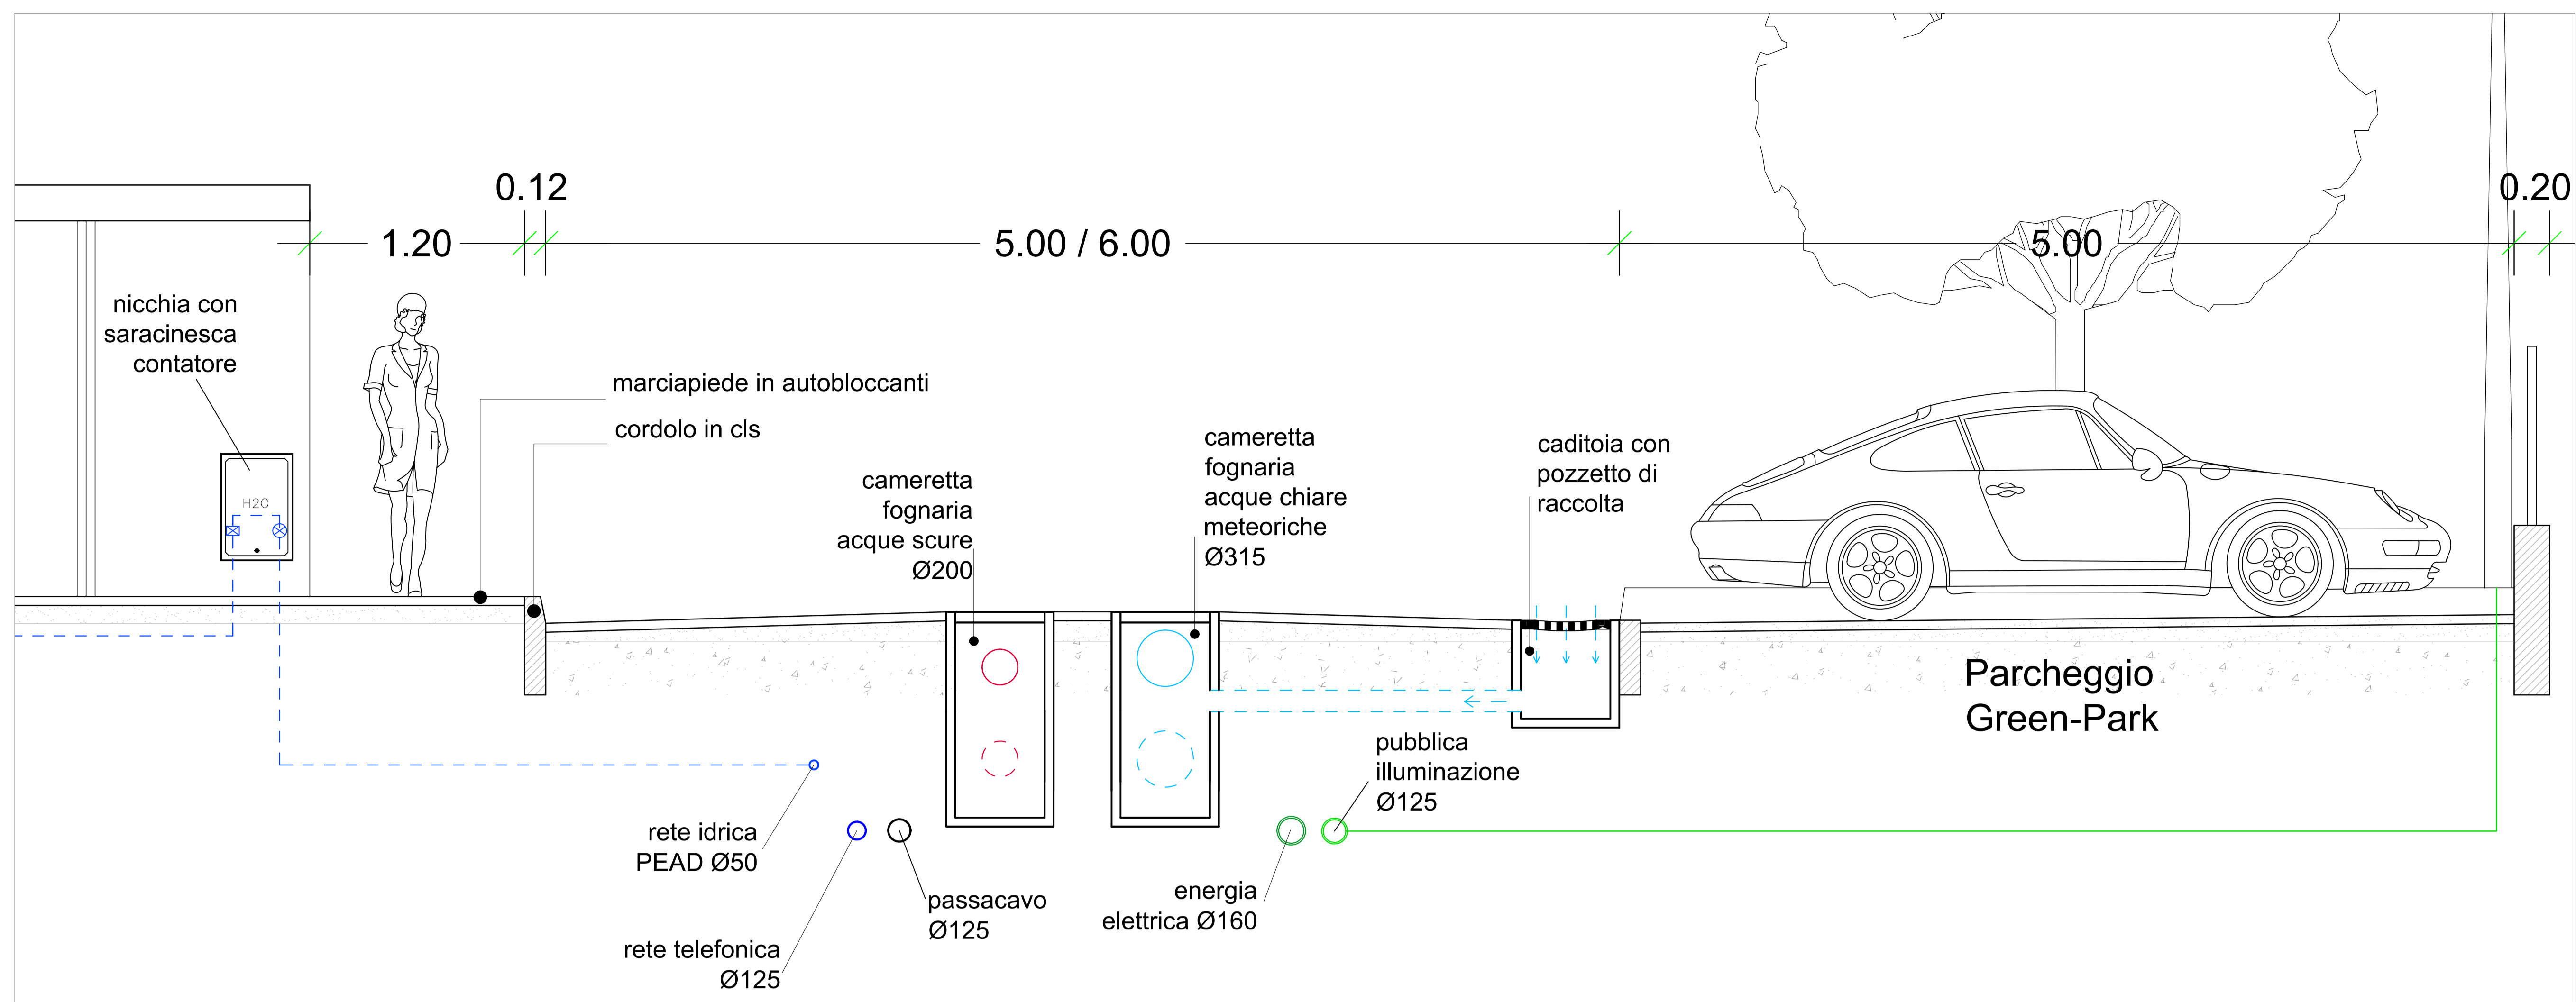 0.12
0.20
1.20
5.00 / 6.00
5.00
nicchia con
saracinesca
contatore
marciapiede in autobloccanti
cordolo in cls
H20
cameretta
fognaria
acque scure
Ø200
cameretta
fognaria
acque chiare
meteoriche
Ø315
caditoia con
pozzetto di
raccolta
Parcheggio
Green-Park
pubblica
illuminazione
Ø125
rete idrica
PEAD Ø50
passacavo
Ø125
energia
elettrica Ø160
rete telefonica
Ø125